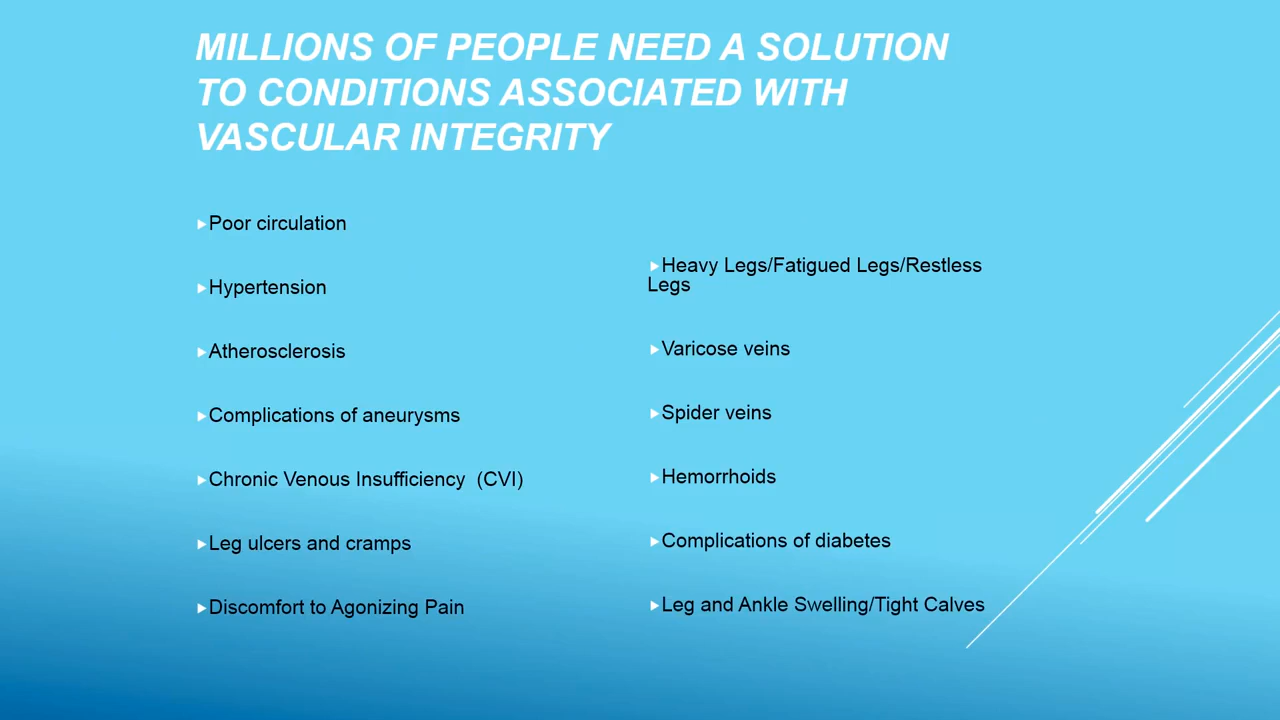 MILLIONS OF PEOPLE NEED A SOLUTION
TO CONDITIONS ASSOCIATED WITH
VASCULAR INTEGRITY
Poor circulation
Hypertension
Atherosclerosis
Complications of aneurysms
Chronic Venous Insufficiency (CVI)
Leg ulcers and cramps
Discomfort to Agonizing Pain
Heavy Legs/Fatigued Legs/Restless
Legs
Varicose veins
Spider veins
Hemorrhoids
Complications of diabetes
Leg and Ankle Swelling/Tight Calves